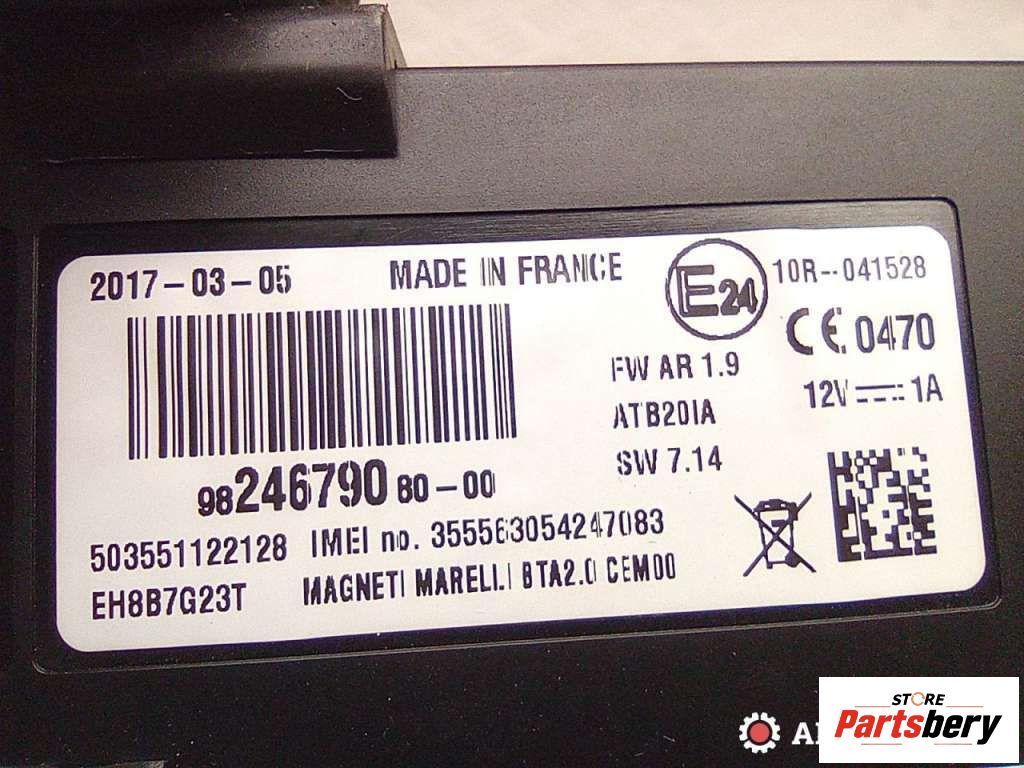 2017-03-05 MADE IN FRANCE E24 10R-041528
CE 0470
FW AR 1.9
12V 1A
ATB20IA
SW 7.14
9824679080-00
503551122128 IMEI no. 355563054247083
EH8B7G23T MAGNETI MARELLI BTA2.0 CEM00
STORE
Partsbery